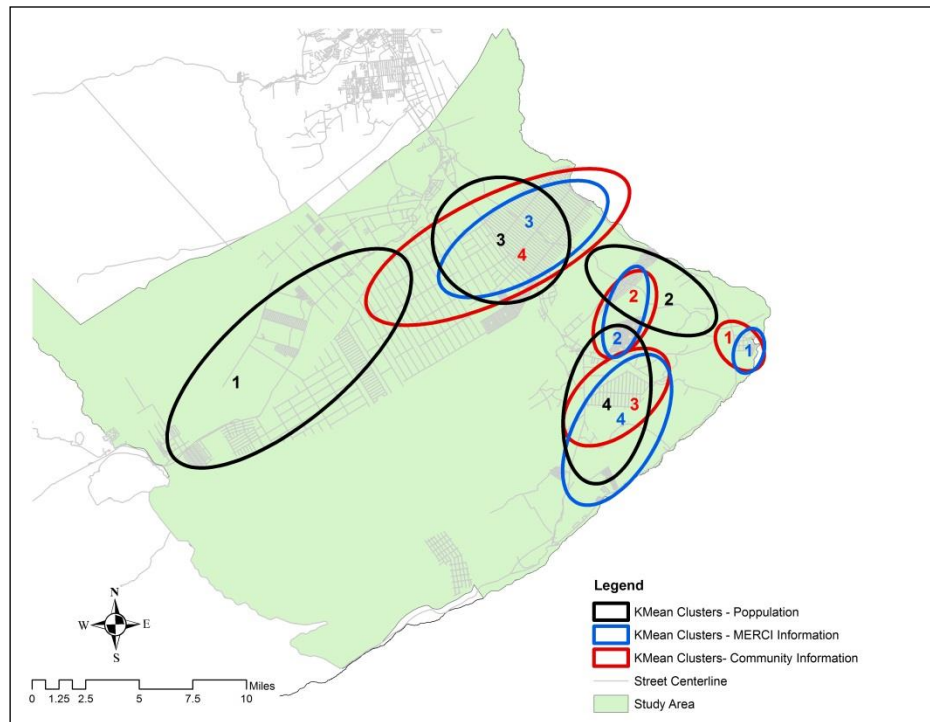 3
3
4
2
2
1
1
2
1
4
3
4
N
W E
S
Miles
0 1.25 2.5 5 7.5 10
Legend
KMean Clusters - Poppulation
KMean Clusters - MERCI Information
KMean Clusters- Community Information
Street Centerline
Study Area